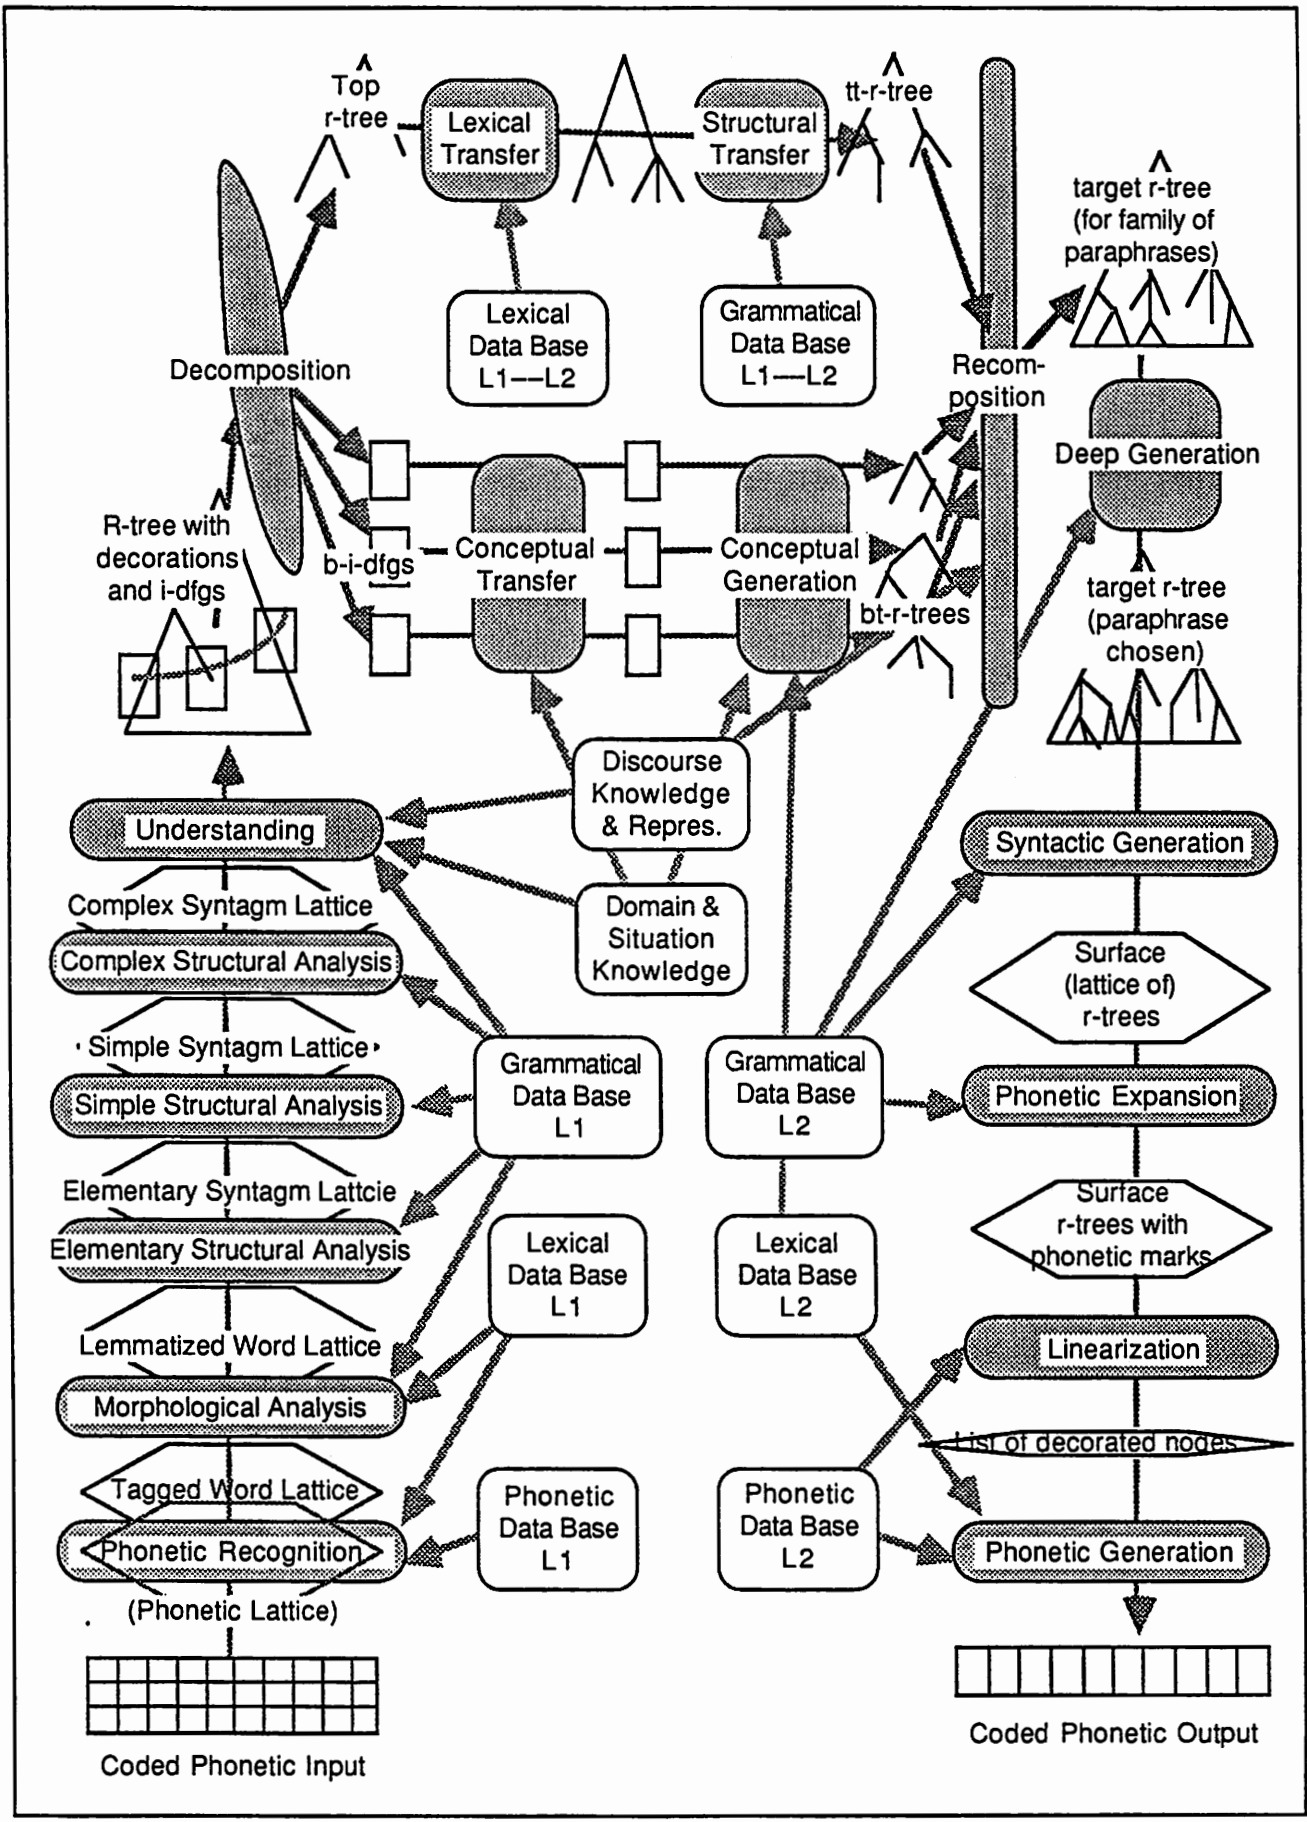 Top
r-tree
Lexical
Transfer
Structural
Transfer
tt-r-tree
target r-tree
(for family of
paraphrases)
Lexical
Data Base
L1--L2
Grammatical
Data Base
L1—L2
Decomposition
Recom-
position
Deep Generation
R-tree with
decorations
and i-dfgs
b-i-dfgs
Conceptual
Transfer
Conceptual
Generation
bt-r-trees
target r-tree
(paraphrase
chosen)
Discourse
Knowledge
& Repres.
Understanding
Syntactic Generation
Complex Syntagm Lattice
Domain &
Situation
Knowledge
Complex Structural Analysis
Surface
(lattice of)
r-trees
Simple Syntagm Lattice
Grammatical
Data Base
L1
Grammatical
Data Base
L2
Simple Structural Analysis
Phonetic Expansion
Elementary Syntagm Lattcie
Surface
r-trees with
phonetic marks
Elementary Structural Analysis
Lexical
Data Base
L1
Lexical
Data Base
L2
Lemmatized Word Lattice
Linearization
Morphological Analysis
List of decorated nodes
Tagged Word Lattice
Phonetic
Data Base
L1
Phonetic
Data Base
L2
Phonetic Recognition
Phonetic Generation
(Phonetic Lattice)
Coded Phonetic Input
Coded Phonetic Output